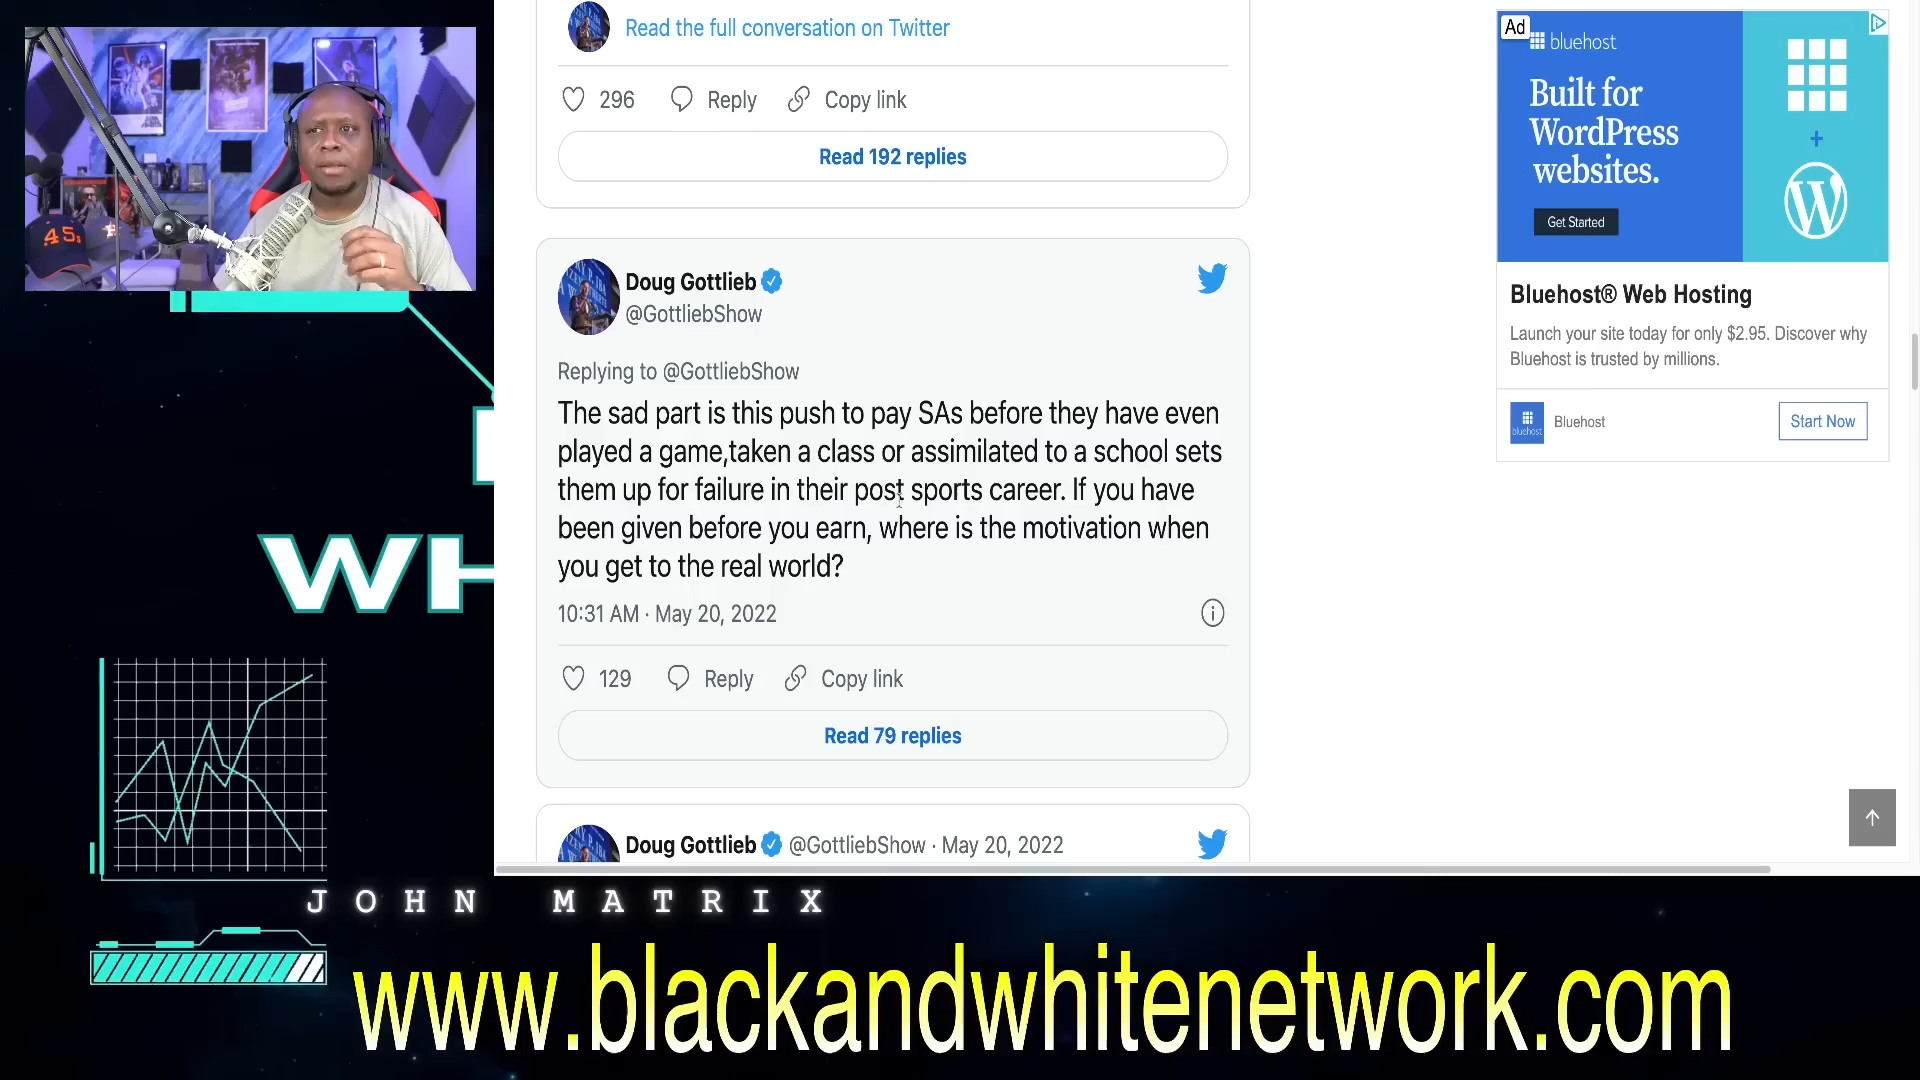 Read the full conversation on Twitter
296 Reply Copy link
Read 192 replies
Doug Gottlieb
@GottliebShow
Replying to @GottliebShow
The sad part is this push to pay SAs before they have even
played a game,taken a class or assimilated to a school sets
them up for failure in their post sports career. If you have
been given before you earn, where is the motivation when
you get to the real world?
10:31 AM · May 20, 2022
129 Reply Copy link
Read 79 replies
Doug Gottlieb @GottliebShow · May 20, 2022
Ad
bluehost
Built for
WordPress
websites.
+
W
Get Started
Bluehost® Web Hosting
Launch your site today for only $2.95. Discover why
Bluehost is trusted by millions.
bluehost
Bluehost
Start Now
45s
WH
JOHN MATRIX
www.blackandwhitenetwork.com